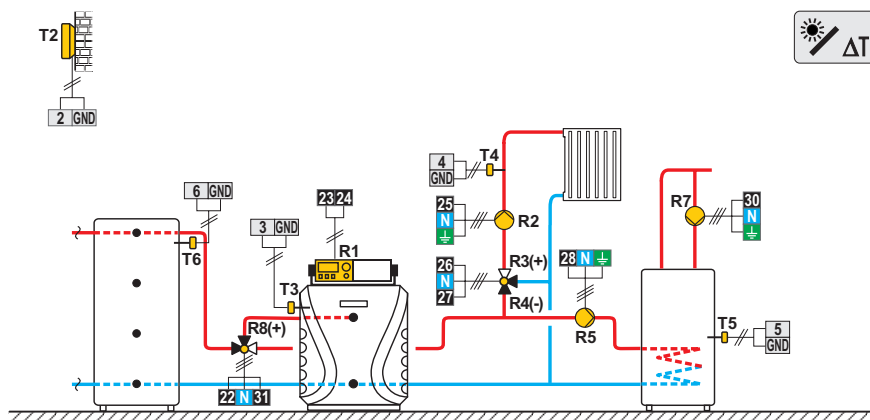 T2
ΔT
2 GND
4
GND
T4
6 GND
23 24
3 GND
25
N
R2
R7
30
N
T6
R1
26
N
27
R3(+)
R4(-)
28 N
T3
R8(+)
R5
T5
5
GND
22 N 31